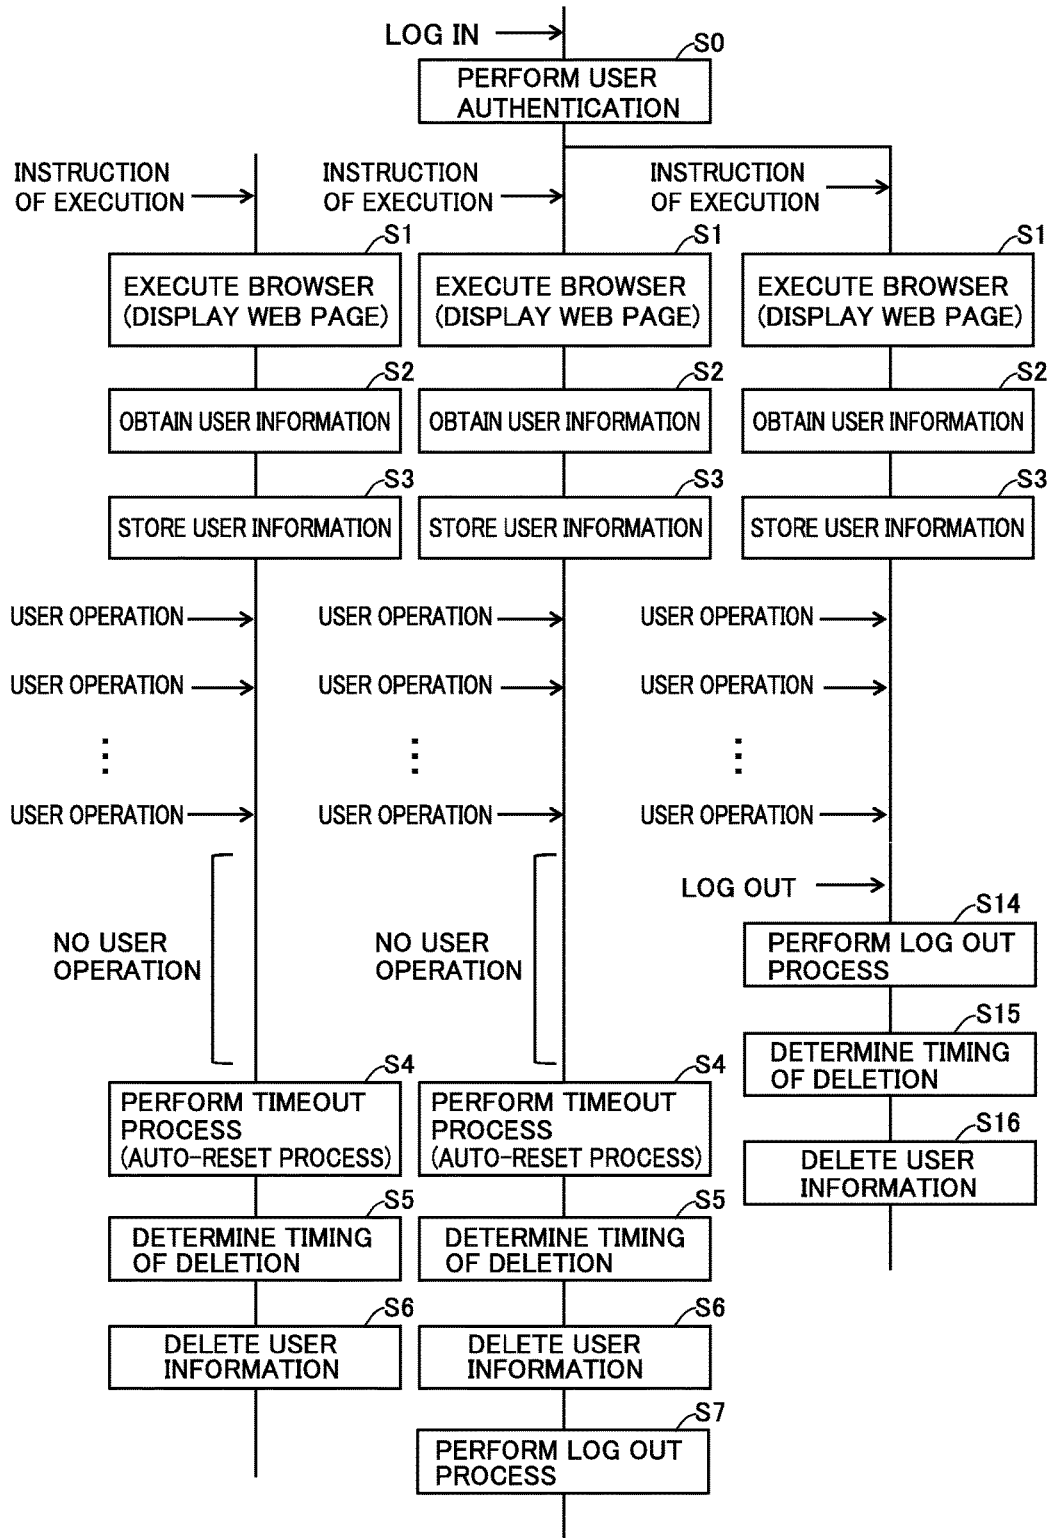 LOG IN
S0
PERFORM USER
AUTHENTICATION
INSTRUCTION
OF EXECUTION
INSTRUCTION
OF EXECUTION
INSTRUCTION
OF EXECUTION
S1
EXECUTE BROWSER
(DISPLAY WEB PAGE)
S1
EXECUTE BROWSER
(DISPLAY WEB PAGE)
S1
EXECUTE BROWSER
(DISPLAY WEB PAGE)
S2
OBTAIN USER INFORMATION
S2
OBTAIN USER INFORMATION
S2
OBTAIN USER INFORMATION
S3
STORE USER INFORMATION
S3
STORE USER INFORMATION
S3
STORE USER INFORMATION
USER OPERATION
USER OPERATION
USER OPERATION
USER OPERATION
USER OPERATION
USER OPERATION
⋮
⋮
⋮
USER OPERATION
USER OPERATION
USER OPERATION
LOG OUT
NO USER
OPERATION
NO USER
OPERATION
S14
PERFORM LOG OUT
PROCESS
S15
DETERMINE TIMING
OF DELETION
S16
DELETE USER
INFORMATION
S4
PERFORM TIMEOUT
PROCESS
(AUTO-RESET PROCESS)
S4
PERFORM TIMEOUT
PROCESS
(AUTO-RESET PROCESS)
S5
DETERMINE TIMING
OF DELETION
S5
DETERMINE TIMING
OF DELETION
S6
DELETE USER
INFORMATION
S6
DELETE USER
INFORMATION
S7
PERFORM LOG OUT
PROCESS